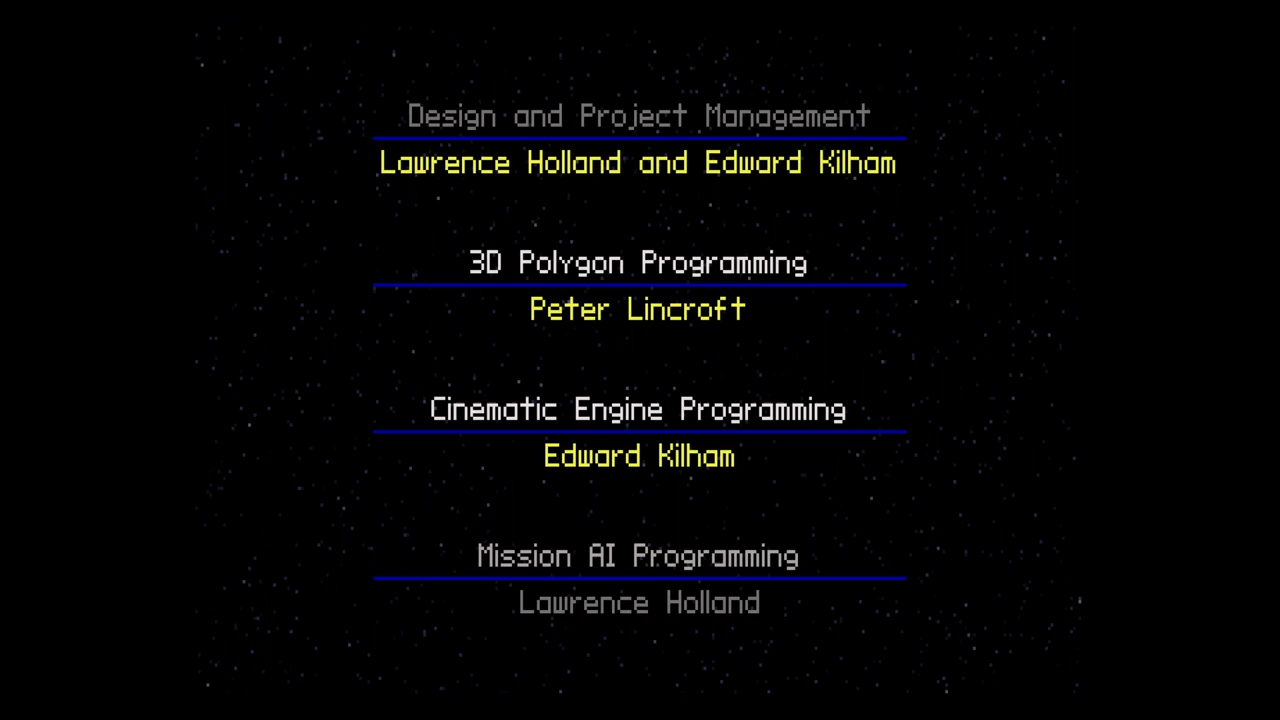 Design and Project Management
Lawrence Holland and Edward Kilham
3D Polygon Programming
Peter Lincroft
Cinematic Engine Programming
Edward Kilham
Mission AI Programming
Lawrence Holland